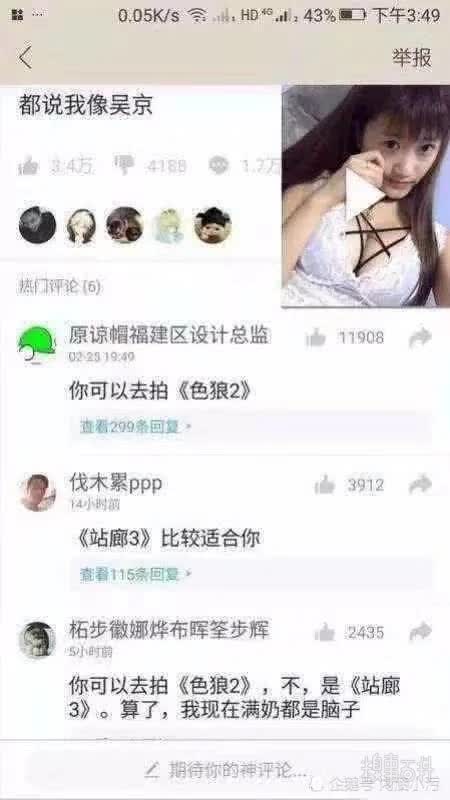 0.05K/s HD 4G 43% 下午3:49
举报
都说我像吴京
3.4万 4188 1.7万
热门评论 (6)
原谅帽福建区设计总监 11908
02-25 19:49
你可以去拍《色狼2》
查看299条回复
伐木累ppp 3912
14小时前
《站廊3》比较适合你
查看115条回复
柘步徽娜烨布晖筌步辉 2435
5小时前
你可以去拍《色狼2》，不，是《站廊
3》。算了，我现在满奶都是脑子
期待你的神评论...
企鹅号